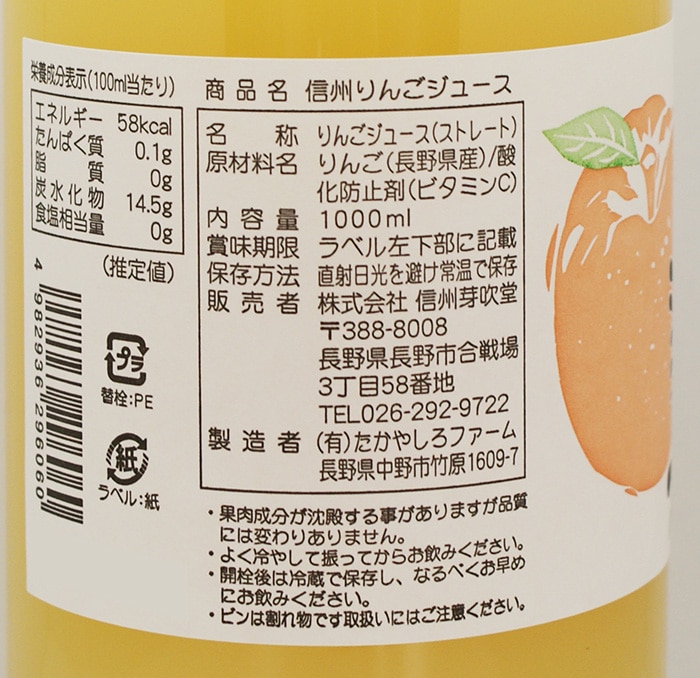 栄養成分表示(100ml当たり)
エネルギー 58kcal
たんぱく質 0.1g
脂質 0g
炭水化物 14.5g
食塩相当量 0g
(推定値)
4 982936 296060
プラ
替栓:PE
紙
ラベル:紙
商品名 信州りんごジュース
名称 りんごジュース(ストレート)
原材料名 りんご(長野県産)/酸
化防止剤(ビタミンC)
内容量 1000ml
賞味期限 ラベル左下部に記載
保存方法 直射日光を避け常温で保存
販売者 株式会社 信州芽吹堂
〒388-8008
長野県長野市合戦場
3丁目58番地
TEL026-292-9722
製造者 (有)たかやしろファーム
長野県中野市竹原1609-7
・果肉成分が沈殿する事がありますが品質
には変わりありません。
・よく冷やして振ってからお飲みください。
・開栓後は冷蔵で保存し、なるべくお早め
にお飲みください。
・ビンは割れ物です取扱いにはご注意ください。